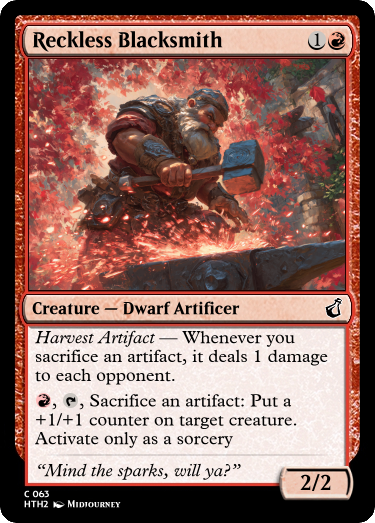 Reckless Blacksmith 1
Creature — Dwarf Artificer
Harvest Artifact — Whenever you
sacrifice an artifact, it deals 1 damage
to each opponent.
, , Sacrifice an artifact: Put a
+1/+1 counter on target creature.
Activate only as a sorcery
“Mind the sparks, will ya?”
2/2
C 063
HTH2 Midjourney